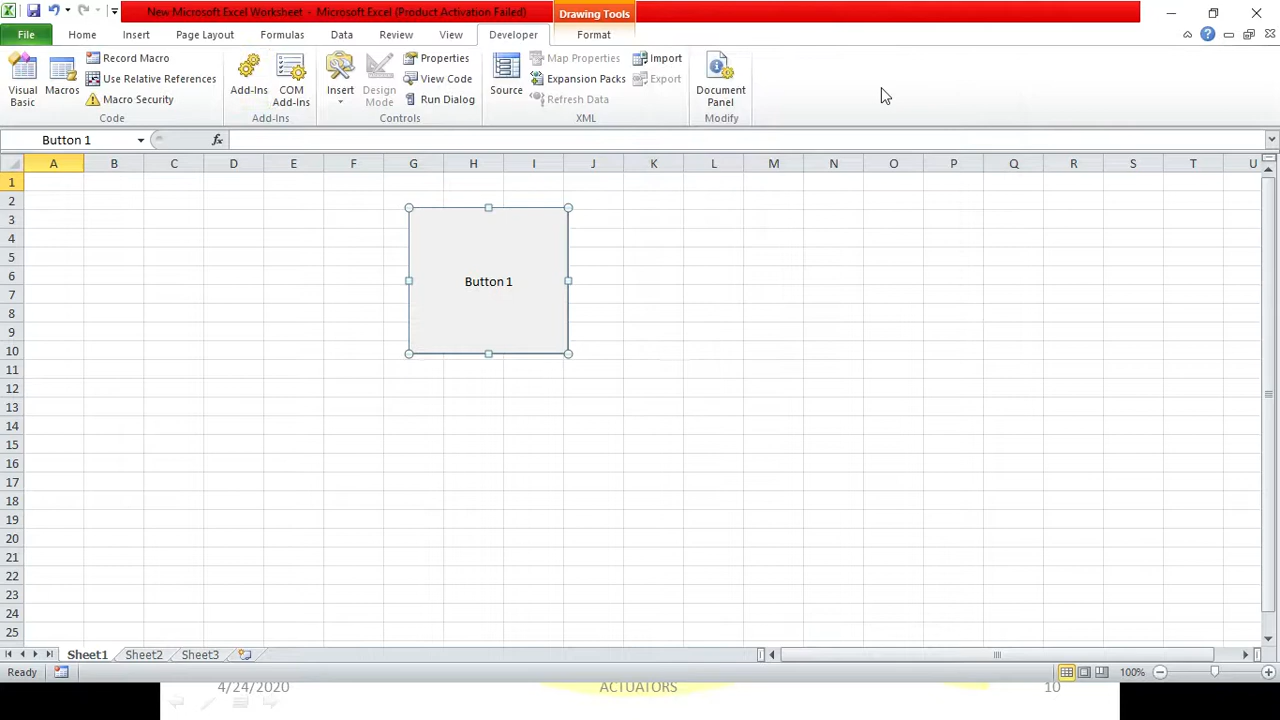 New Microsoft Excel Worksheet - Microsoft Excel (Product Activation Failed)
Drawing Tools
File Home Insert Page Layout Formulas Data Review View Developer Format
Visual Basic
Macros
Record Macro
Use Relative References
Macro Security
Code
Add-Ins
COM Add-Ins
Add-Ins
Insert
Design Mode
Properties
View Code
Run Dialog
Controls
Source
Map Properties
Expansion Packs
Refresh Data
Import
Export
XML
Document Panel
Modify
Button 1
fx
A B C D E F G H I J K L M N O P Q R S T U
1
2
3
4
5
6
7
8
9
10
11
12
13
14
15
16
17
18
19
20
21
22
23
24
25
Button 1
Sheet1 Sheet2 Sheet3
Ready
100%
4/24/2020 ACTUATORS 10